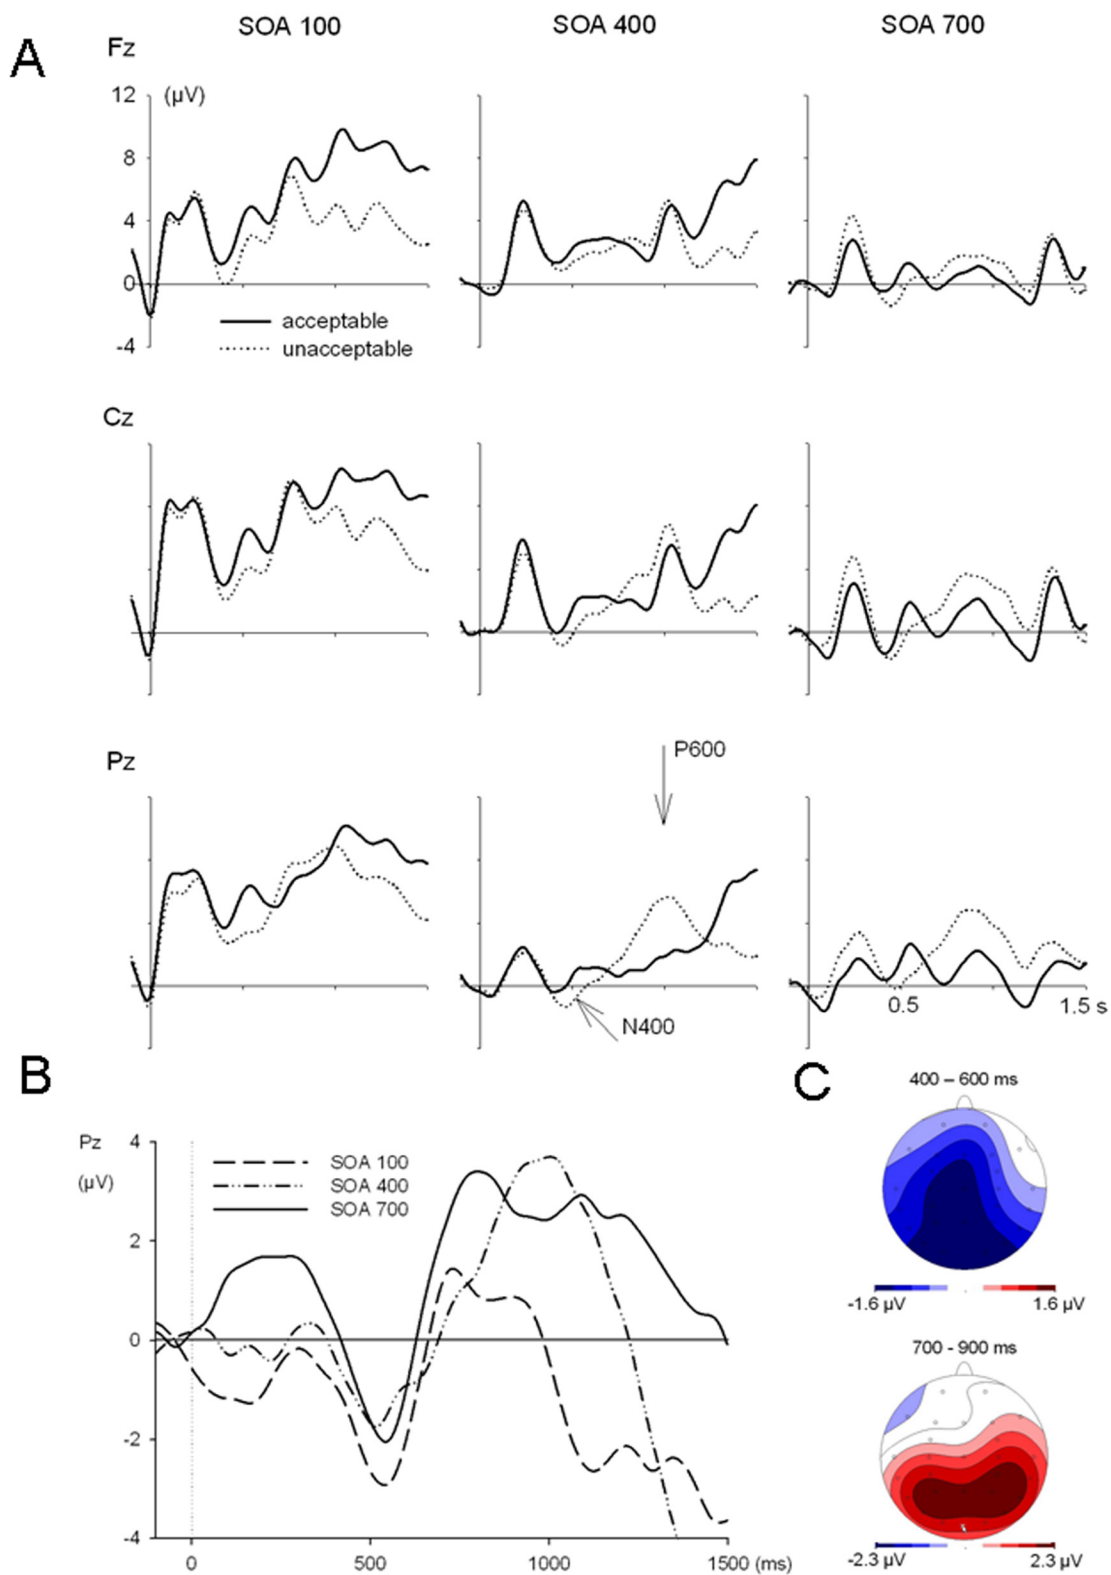 SOA 100 SOA 400 SOA 700
A
Fz
12 (µV)
8
4
0
-4
acceptable
unacceptable
Cz
Pz
P600
N400
0.5 1.5 s
B
Pz
(µV)
4
2
0
-2
-4
SOA 100
SOA 400
SOA 700
0 500 1000 1500 (ms)
C
400 – 600 ms
-1.6 µV 1.6 µV
700 - 900 ms
-2.3 µV 2.3 µV